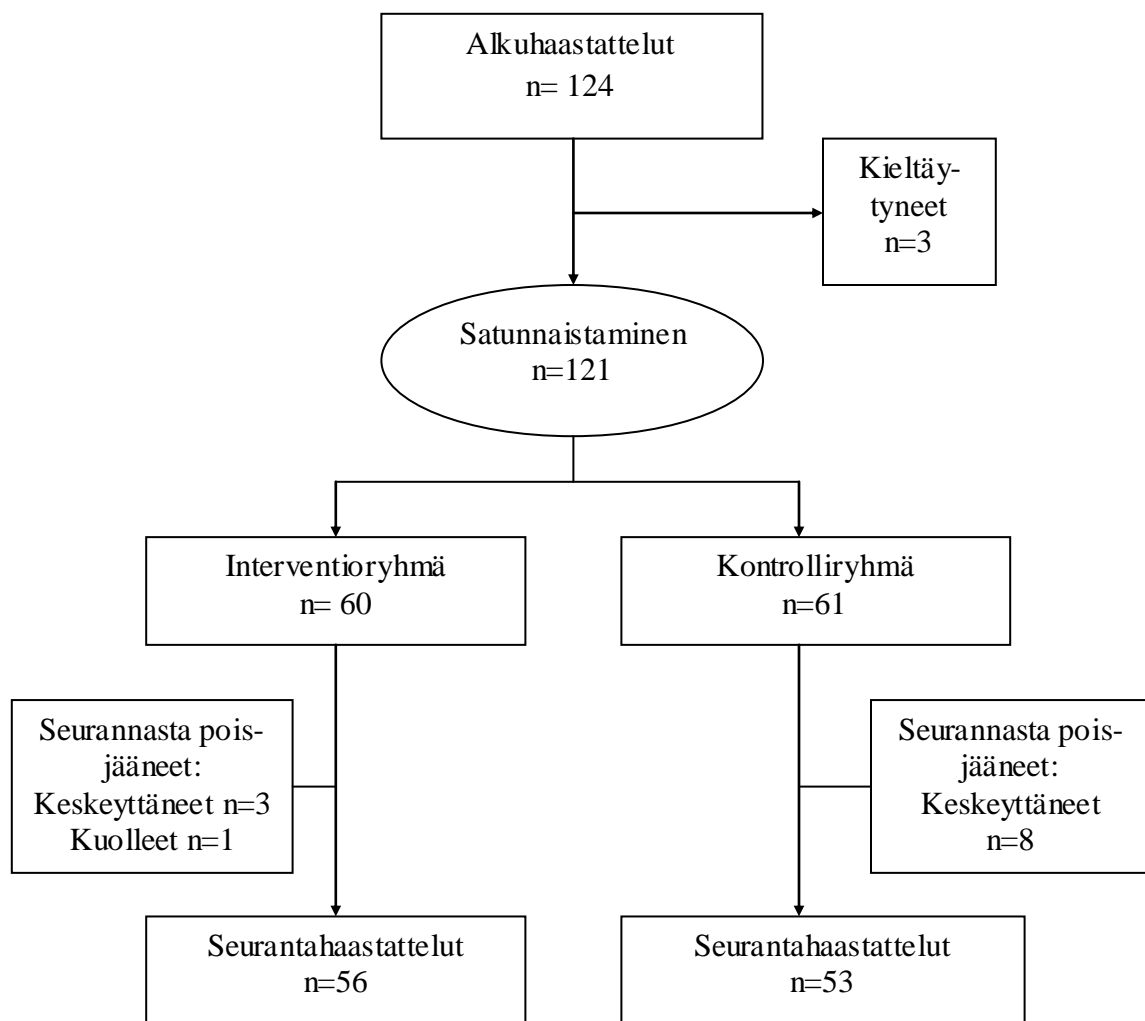 Alkuhaastattelut
n= 124
Kieltäy-
tyneet
n=3
Satunnaistaminen
n=121
Interventioryhmä
n= 60
Kontrolliryhmä
n=61
Seurannasta pois-
jääneet:
Keskeyttäneet n=3
Kuolleet n=1
Seurannasta pois-
jääneet:
Keskeyttäneet
n=8
Seurantahaastattelut
n=56
Seurantahaastattelut
n=53